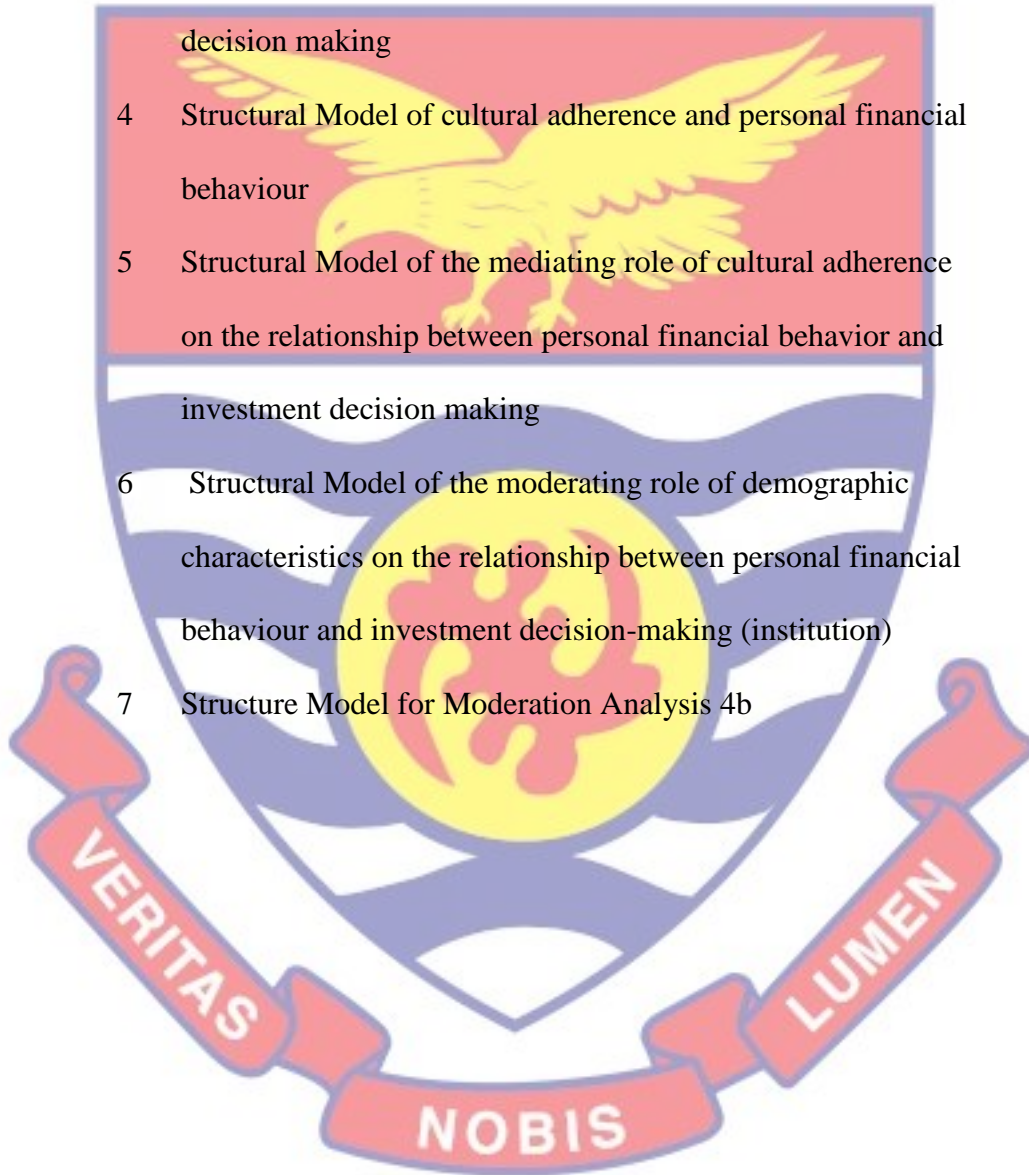 decision making
4 Structural Model of cultural adherence and personal financial
behaviour
5 Structural Model of the mediating role of cultural adherence
on the relationship between personal financial behavior and
investment decision making
6 Structural Model of the moderating role of demographic
characteristics on the relationship between personal financial
behaviour and investment decision-making (institution)
7 Structure Model for Moderation Analysis 4b
VERITAS
NOBIS
LUMEN